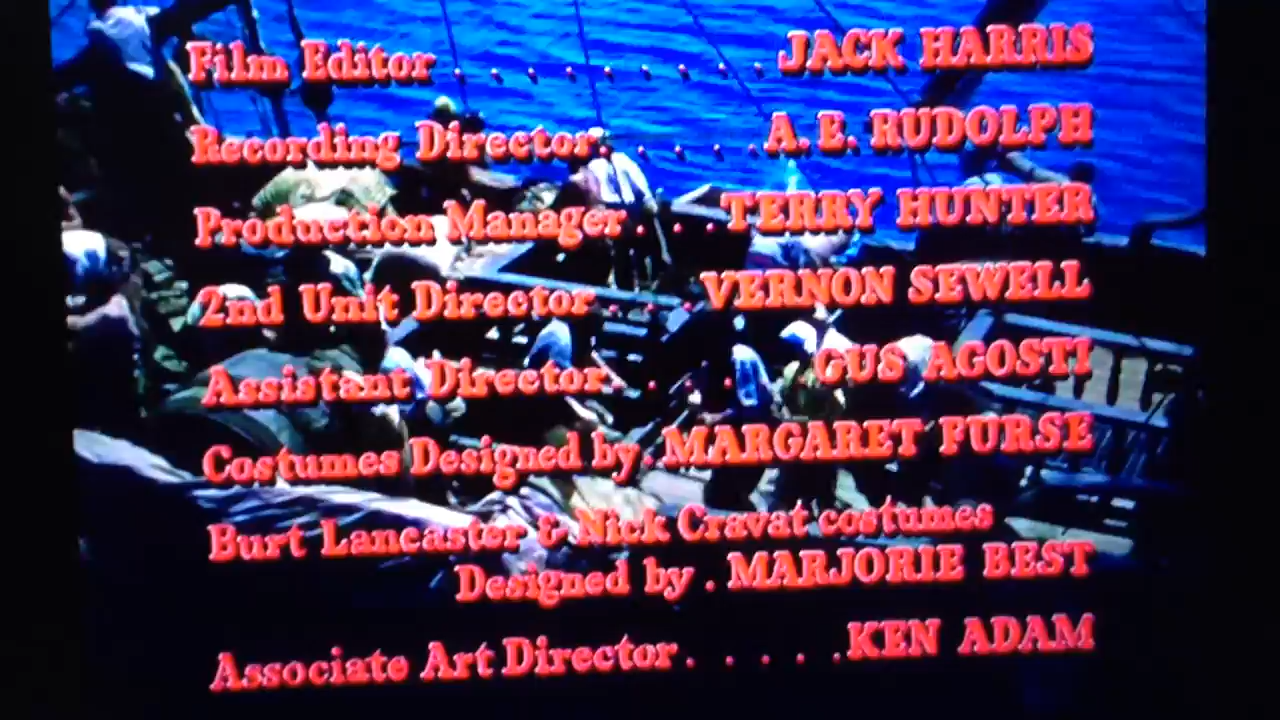 Film Editor . . . . . . . . . JACK HARRIS
Recording Director. . . . . A. E. RUDOLPH
Production Manager . . . TERRY HUNTER
2nd Unit Director . . . VERNON SEWELL
Assistant Director. . . . GUS AGOSTI
Costumes Designed by . MARGARET FURSE
Burt Lancaster & Nick Cravat costumes
Designed by . MARJORIE BEST
Associate Art Director . . . . . KEN ADAM